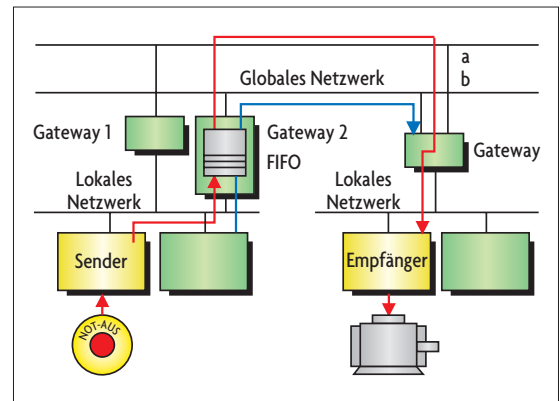 a
b
Globales Netzwerk
Gateway 1
Gateway 2
FIFO
Gateway
Lokales
Netzwerk
Lokales
Netzwerk
Sender
Empfänger
NOT-AUS